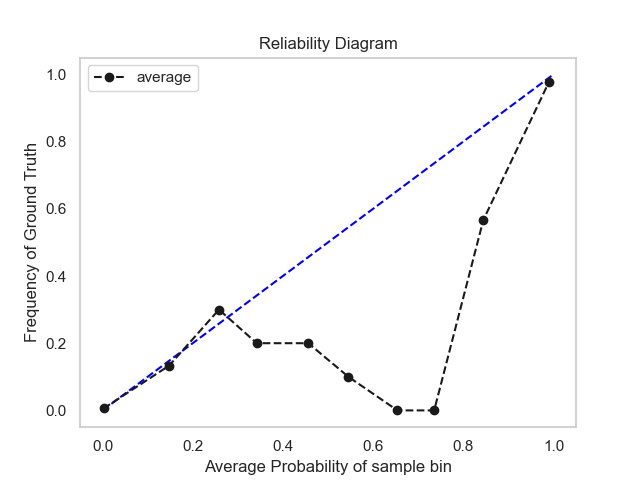 Reliability Diagram
average
Frequency of Ground Truth
1.0
0.8
0.6
0.4
0.2
0.0
0.0 0.2 0.4 0.6 0.8 1.0
Average Probability of sample bin